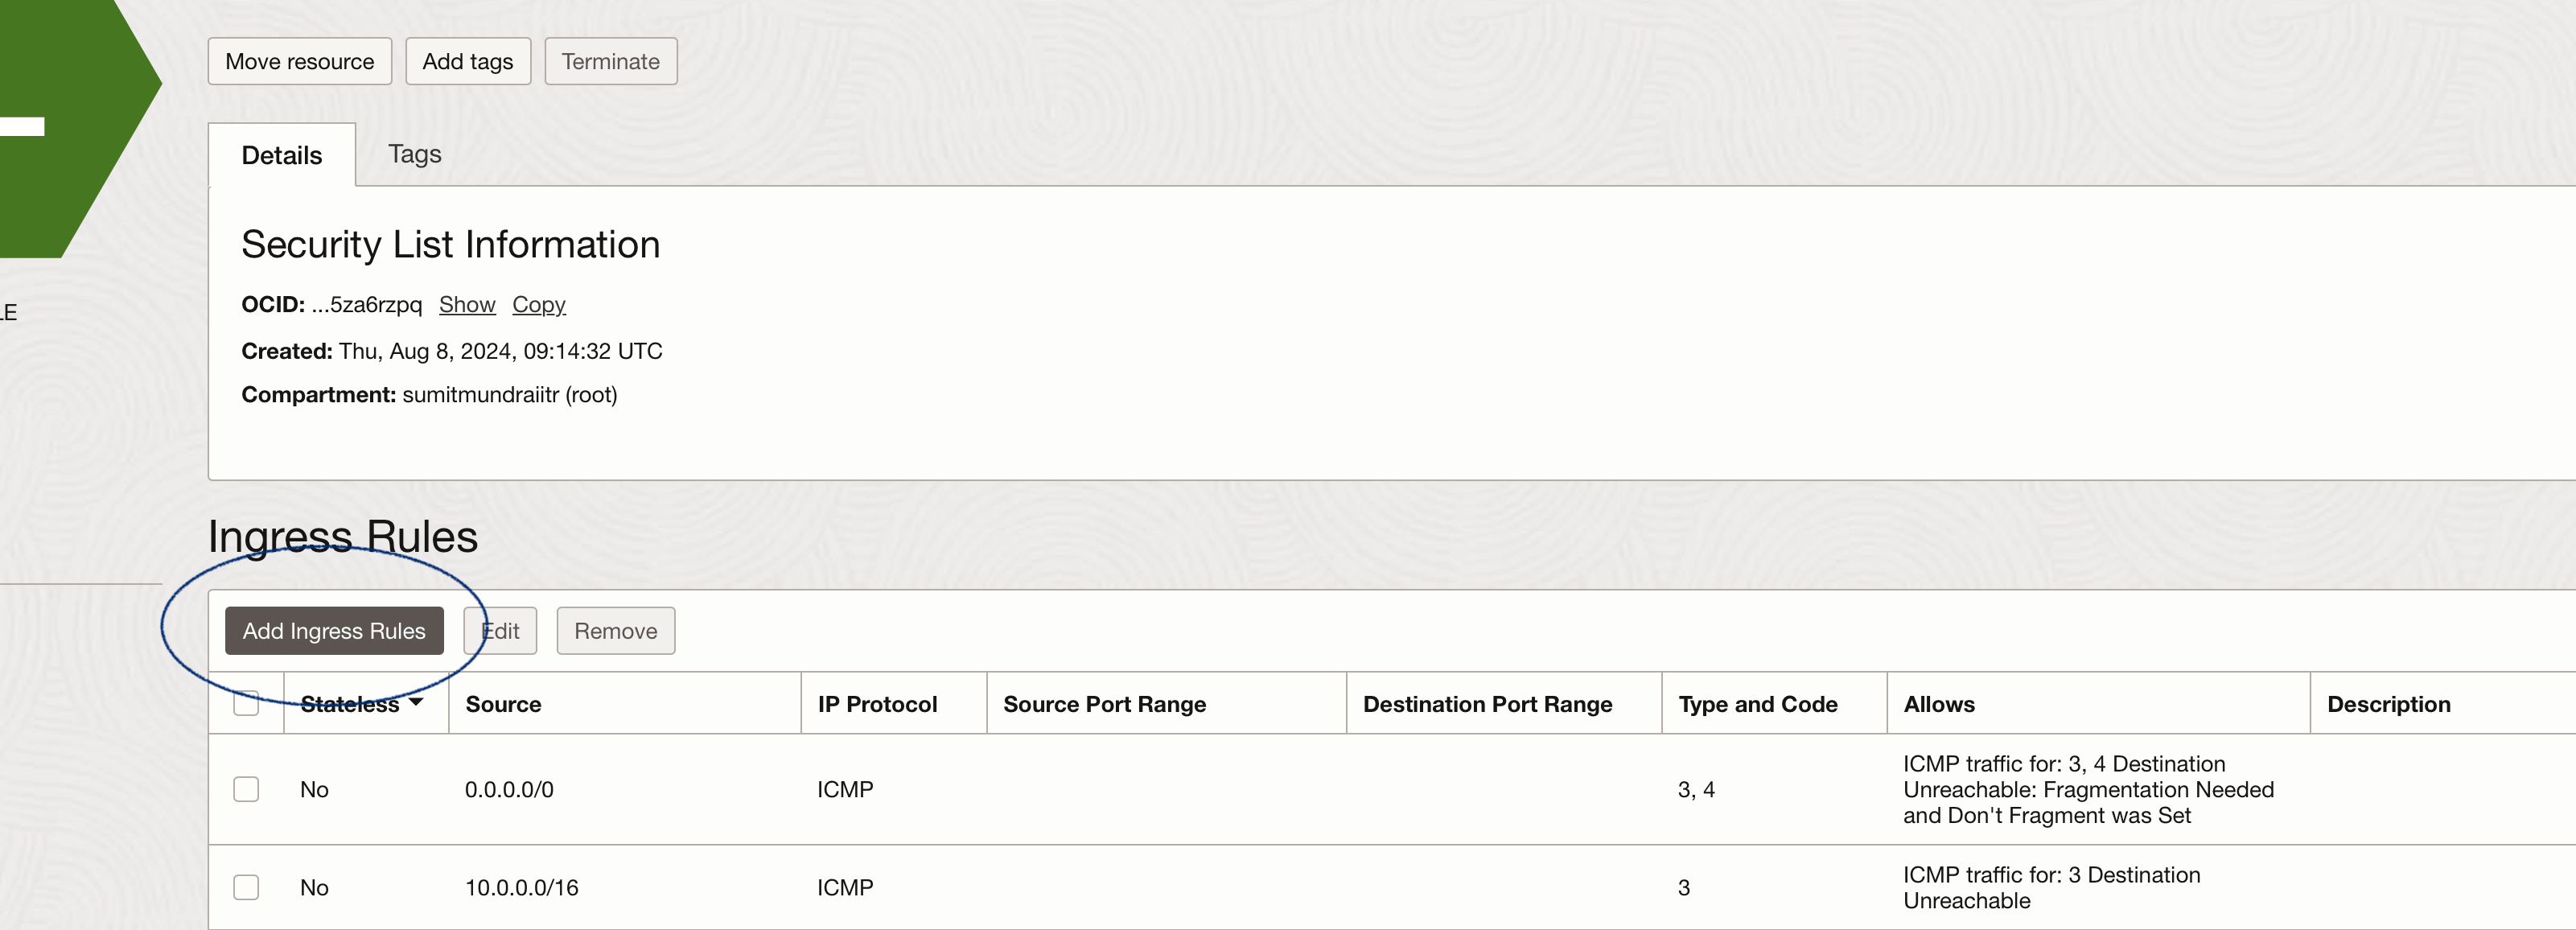 Move resource Add tags Terminate
Details Tags
Security List Information
OCID: ...5za6rzpq Show Copy
LE
Created: Thu, Aug 8, 2024, 09:14:32 UTC
Compartment: sumitmundraiitr (root)
Ingress Rules
Add Ingress Rules Edit Remove
Stateless Source IP Protocol Source Port Range Destination Port Range Type and Code Allows Description
No 0.0.0.0/0 ICMP 3, 4 ICMP traffic for: 3, 4 Destination
Unreachable: Fragmentation Needed
and Don't Fragment was Set
No 10.0.0.0/16 ICMP 3 ICMP traffic for: 3 Destination
Unreachable